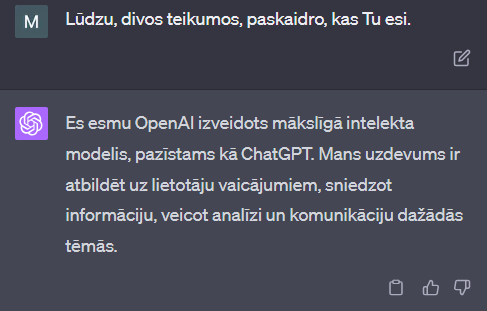 M
Lūdzu, divos teikumos, paskaidro, kas Tu esi.
Es esmu OpenAI izveidots mākslīgā intelekta
modelis, pazīstams kā ChatGPT. Mans uzdevums ir
atbildēt uz lietotāju vaicājumiem, sniedzot
informāciju, veicot analīzi un komunikāciju dažādās
tēmās.